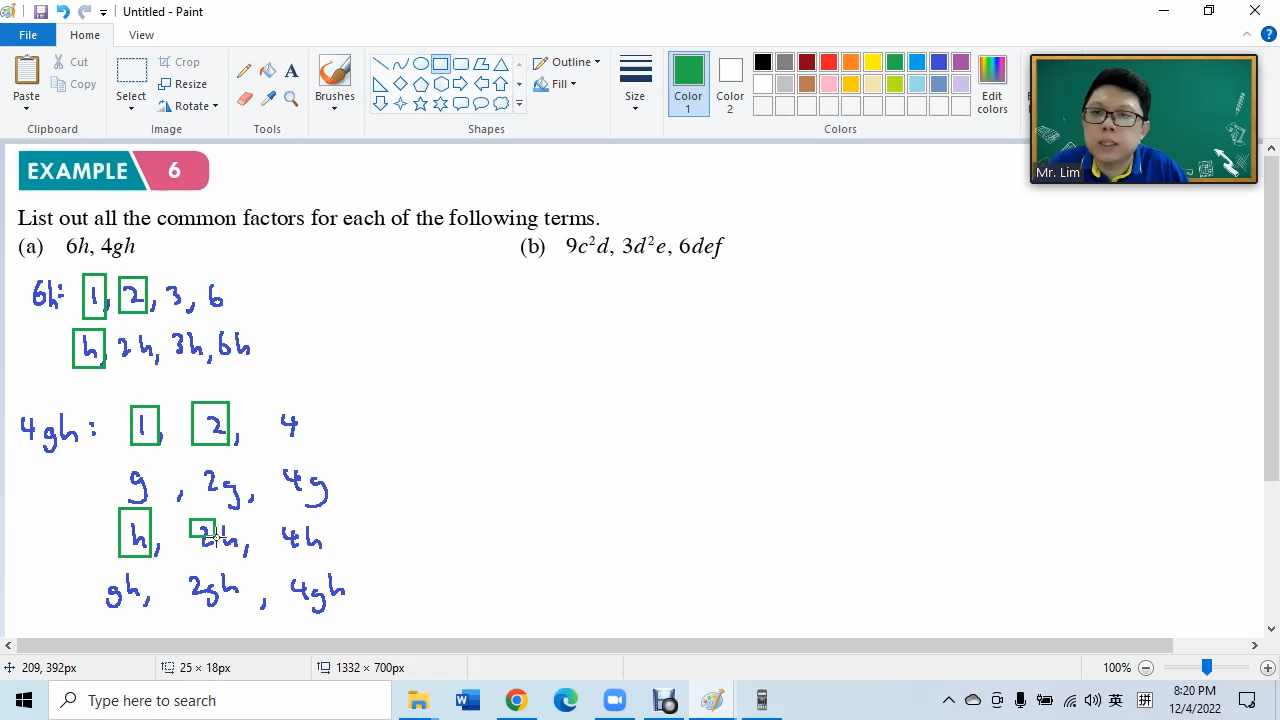 Untitled - Paint
File Home View
Paste
Cut
Copy
Clipboard
Select
Crop
Resize
Rotate
Image
Tools
Brushes
Shapes
Outline
Fill
Size
Color 1
Color 2
Edit colors
Colors
Mr. Lim
EXAMPLE 6
List out all the common factors for each of the following terms.
(a) 6h, 4gh
(b) 9c²d, 3d²e, 6def
6h: 1, 2, 3, 6
h, 2h, 3h, 6h
4gh: 1, 2, 4
g, 2g, 4g
h, 2h, 4h
gh, 2gh, 4gh
209, 392px
25 × 18px
1332 × 700px
100%
Type here to search
英 拼
8:20 PM
12/4/2022